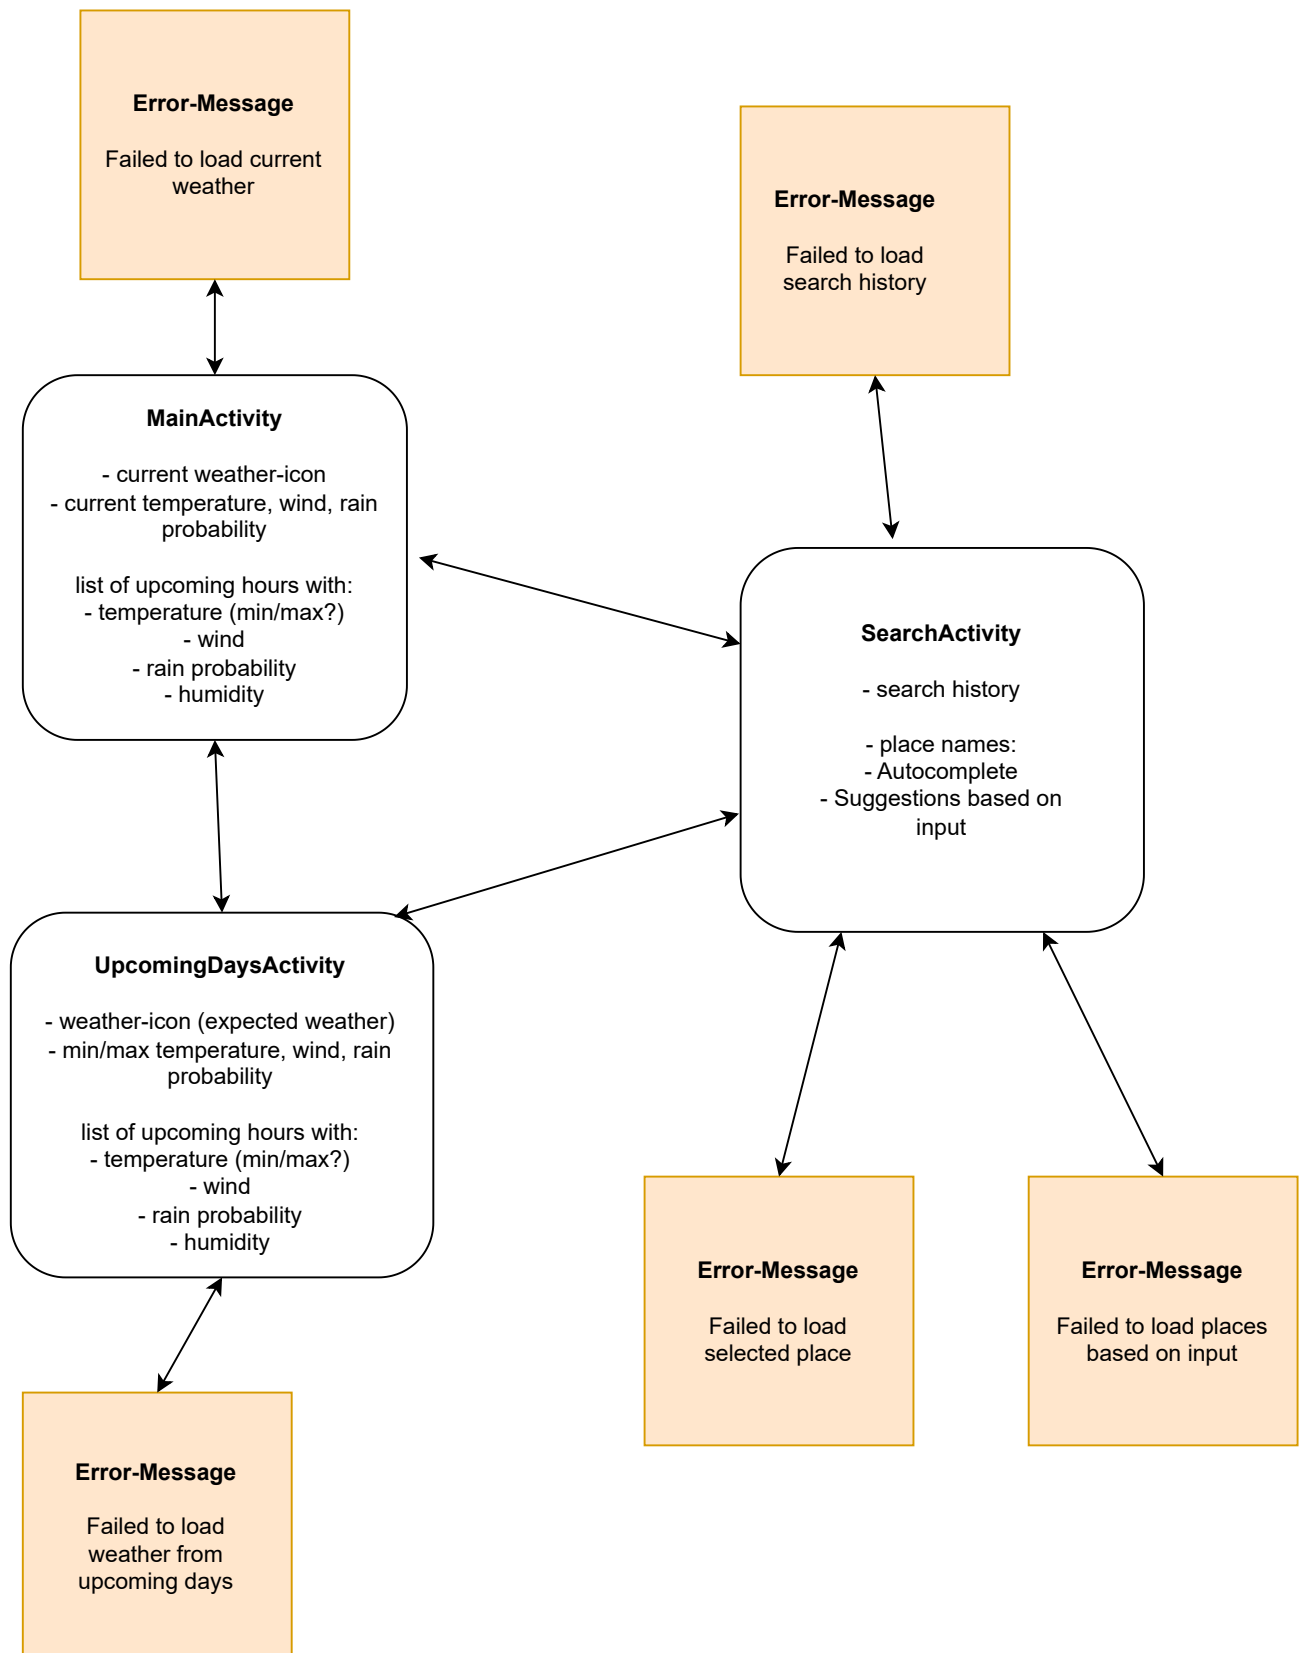 Error-Message
Failed to load current
weather
Error-Message
Failed to load
search history
MainActivity
- current weather-icon
- current temperature, wind, rain
probability
list of upcoming hours with:
- temperature (min/max?)
- wind
- rain probability
- humidity
SearchActivity
- search history
- place names:
- Autocomplete
- Suggestions based on
input
UpcomingDaysActivity
- weather-icon (expected weather)
- min/max temperature, wind, rain
probability
list of upcoming hours with:
- temperature (min/max?)
- wind
- rain probability
- humidity
Error-Message
Failed to load
selected place
Error-Message
Failed to load places
based on input
Error-Message
Failed to load
weather from
upcoming days